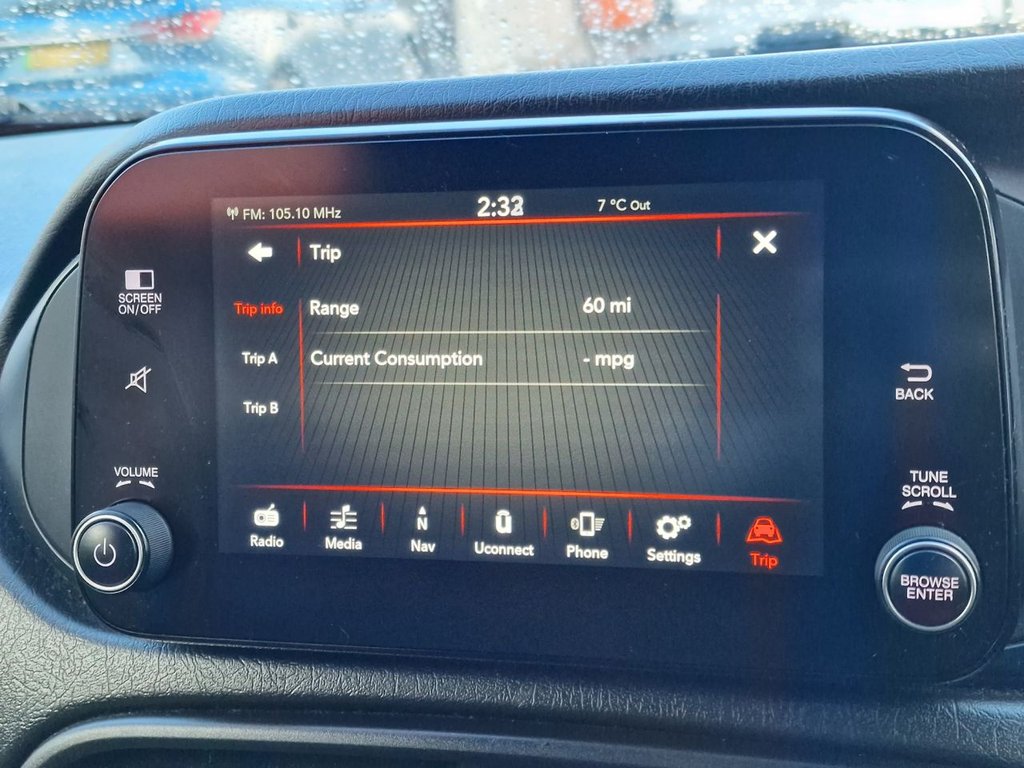 FM: 105.10 MHz 2:32 7 °C Out
Trip
SCREEN
ON/OFF
Trip info
Range 60 mi
Trip A
Current Consumption - mpg
Trip B
BACK
VOLUME
TUNE
SCROLL
Radio Media N Nav Uconnect Phone Settings Trip
BROWSE
ENTER